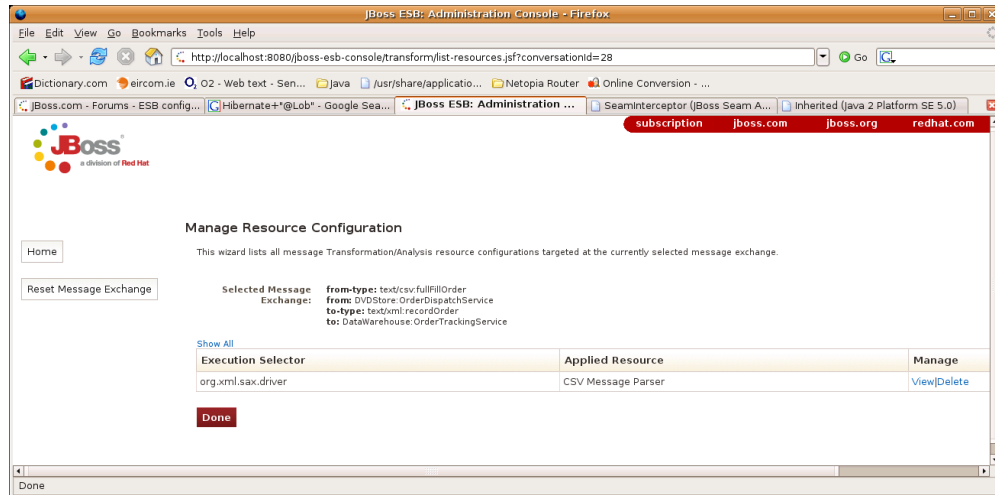 JBoss ESB: Administration Console - Firefox
File Edit View Go Bookmarks Tools Help
http://localhost:8080/jboss-esb-console/transform/list-resources.jsf?conversationId=28
Go
Dictionary.com eircom.ie O2 - Web text - Sen... Java /usr/share/applicatio... Netopia Router Online Conversion - ...
JBoss.com - Forums - ESB config... Hibernate+"@Lob" - Google Sea... JBoss ESB: Administration ... SeamInterceptor (JBoss Seam A... Inherited (Java 2 Platform SE 5.0)
subscription jboss.com jboss.org redhat.com
JBoss
a division of Red Hat
Manage Resource Configuration
Home
This wizard lists all message Transformation/Analysis resource configurations targeted at the currently selected message exchange.
Reset Message Exchange
Selected Message Exchange:
from-type: text/csv:fullFillOrder
from: DVDStore:OrderDispatchService
to-type: text/xml:recordOrder
to: DataWarehouse:OrderTrackingService
Show All
Execution Selector Applied Resource Manage
org.xml.sax.driver CSV Message Parser View|Delete
Done
Done